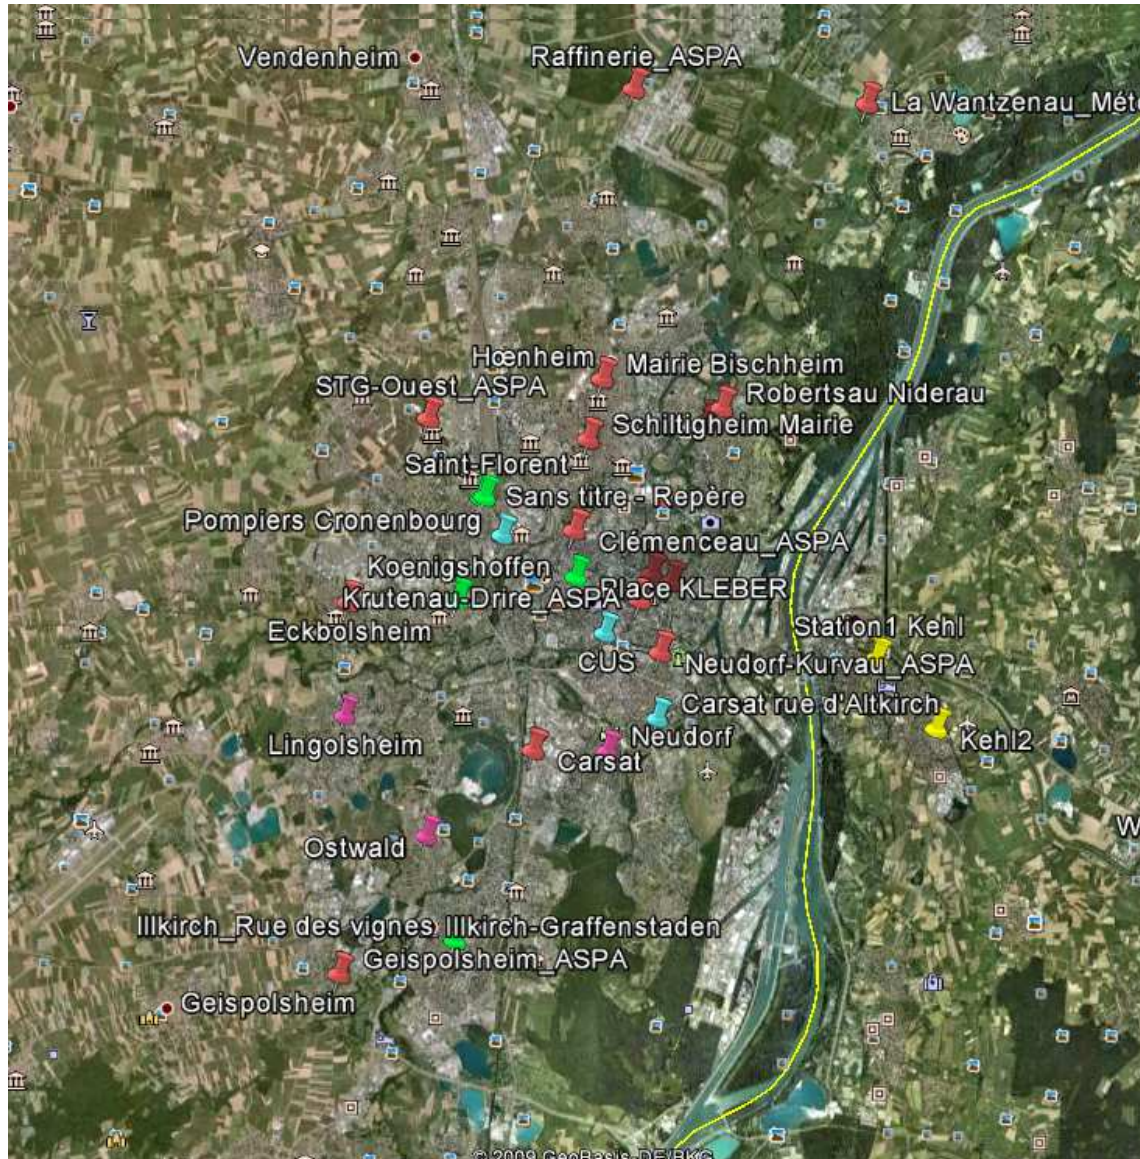 Vendenheim
Raffinerie_ASPA
La Wantzenau_Mét
Hœnheim
Mairie Bischheim
STG-Ouest_ASPA
Robertsau Niderau
Schiltigheim Mairie
Saint-Florent
Sans titre - Repère
Pompiers Cronenbourg
Clémenceau_ASPA
Koenigshoffen
Place KLEBER
Krutenau-Drire_ASPA
Eckbolsheim
Station1 Kehl
CUS
Neudorf-Kurvau_ASPA
Carsat rue d'Altkirch
Neudorf
Kehl2
Lingolsheim
Carsat
W
Ostwald
Illkirch_Rue des vignes
Illkirch-Graffenstaden
Geispolsheim_ASPA
Geispolsheim
© 2009 GeoBasis-DE/BKG